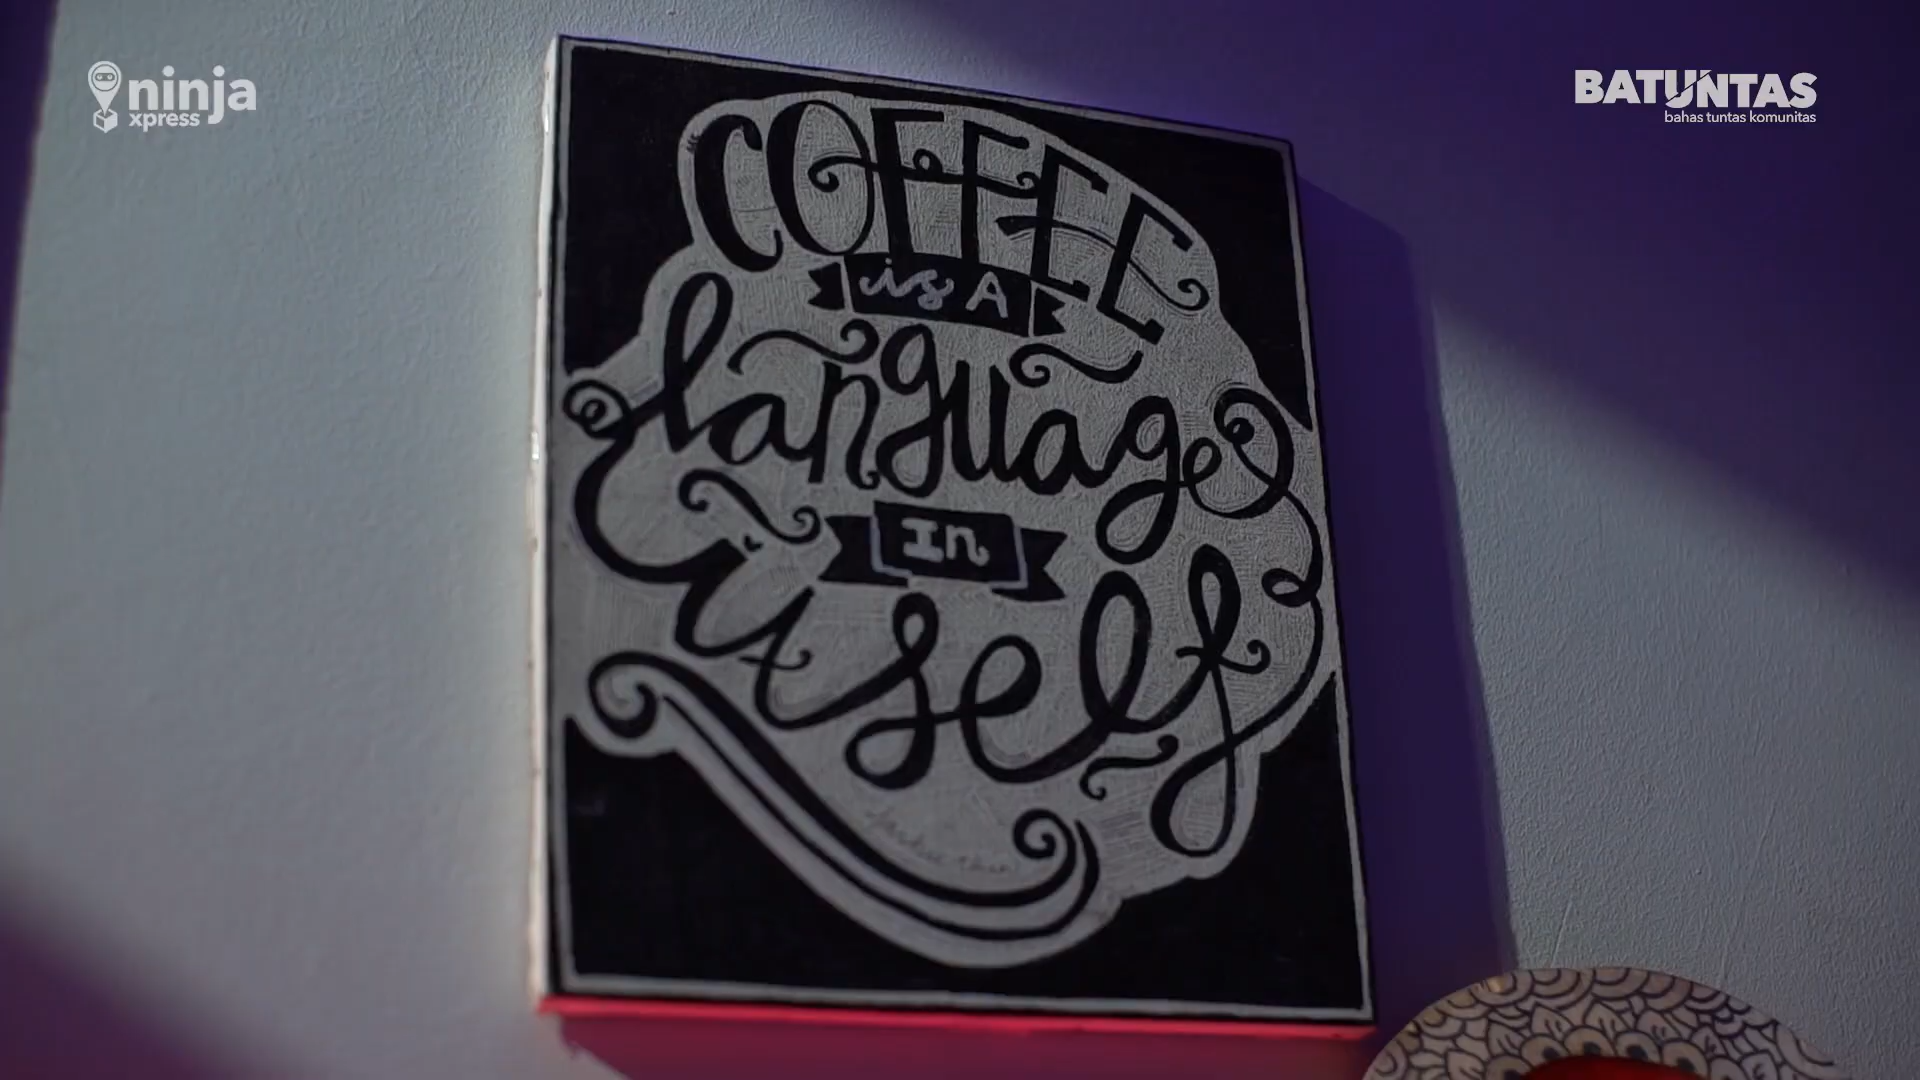 ninja
xpress
BATUNTAS
bahas tuntas komunitas
COFFEE
is A
language
In
itself